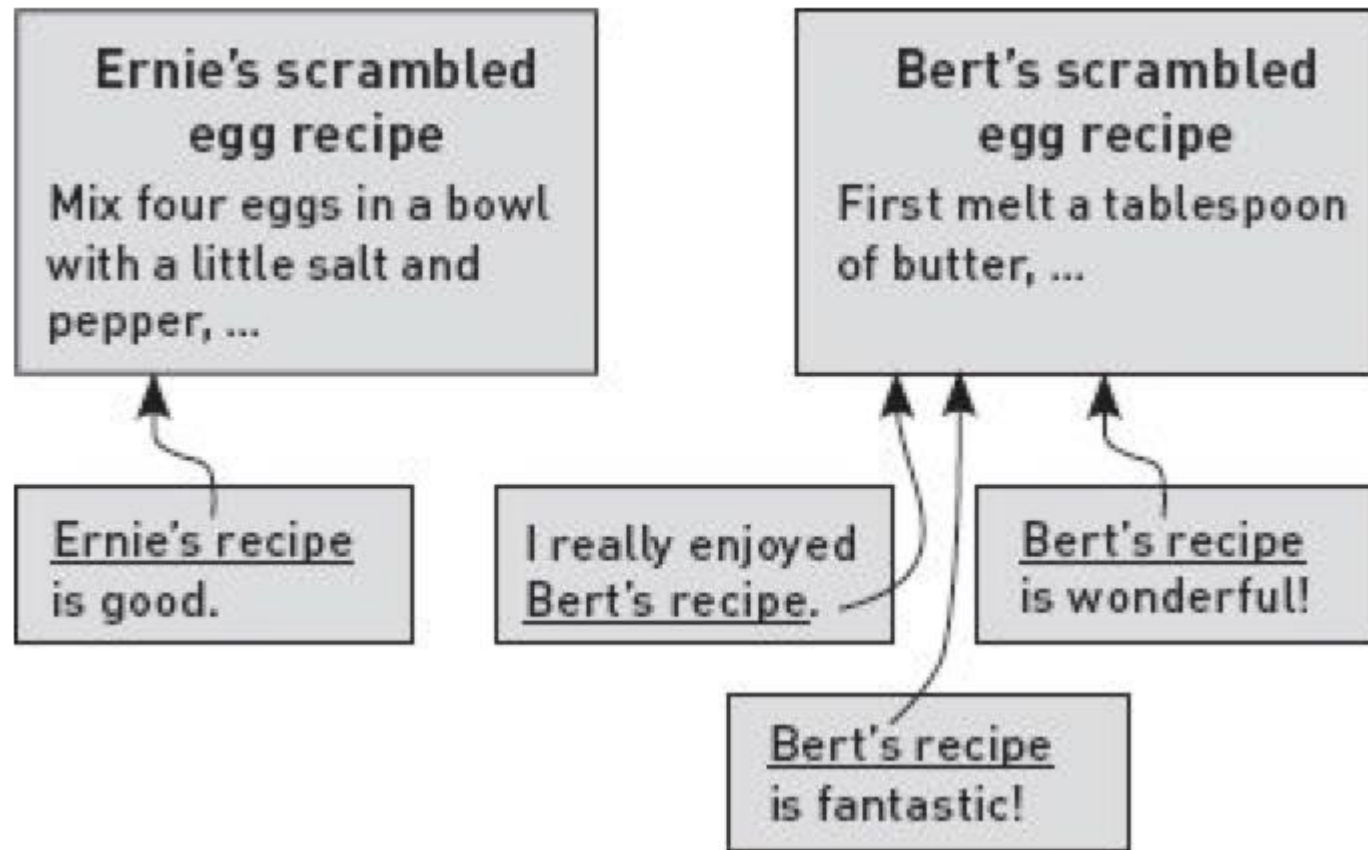 Ernie's scrambled
egg recipe
Mix four eggs in a bowl
with a little salt and
pepper, ...
Bert's scrambled
egg recipe
First melt a tablespoon
of butter, ...
Ernie's recipe
is good.
I really enjoyed
Bert's recipe.
Bert's recipe
is wonderful!
Bert's recipe
is fantastic!